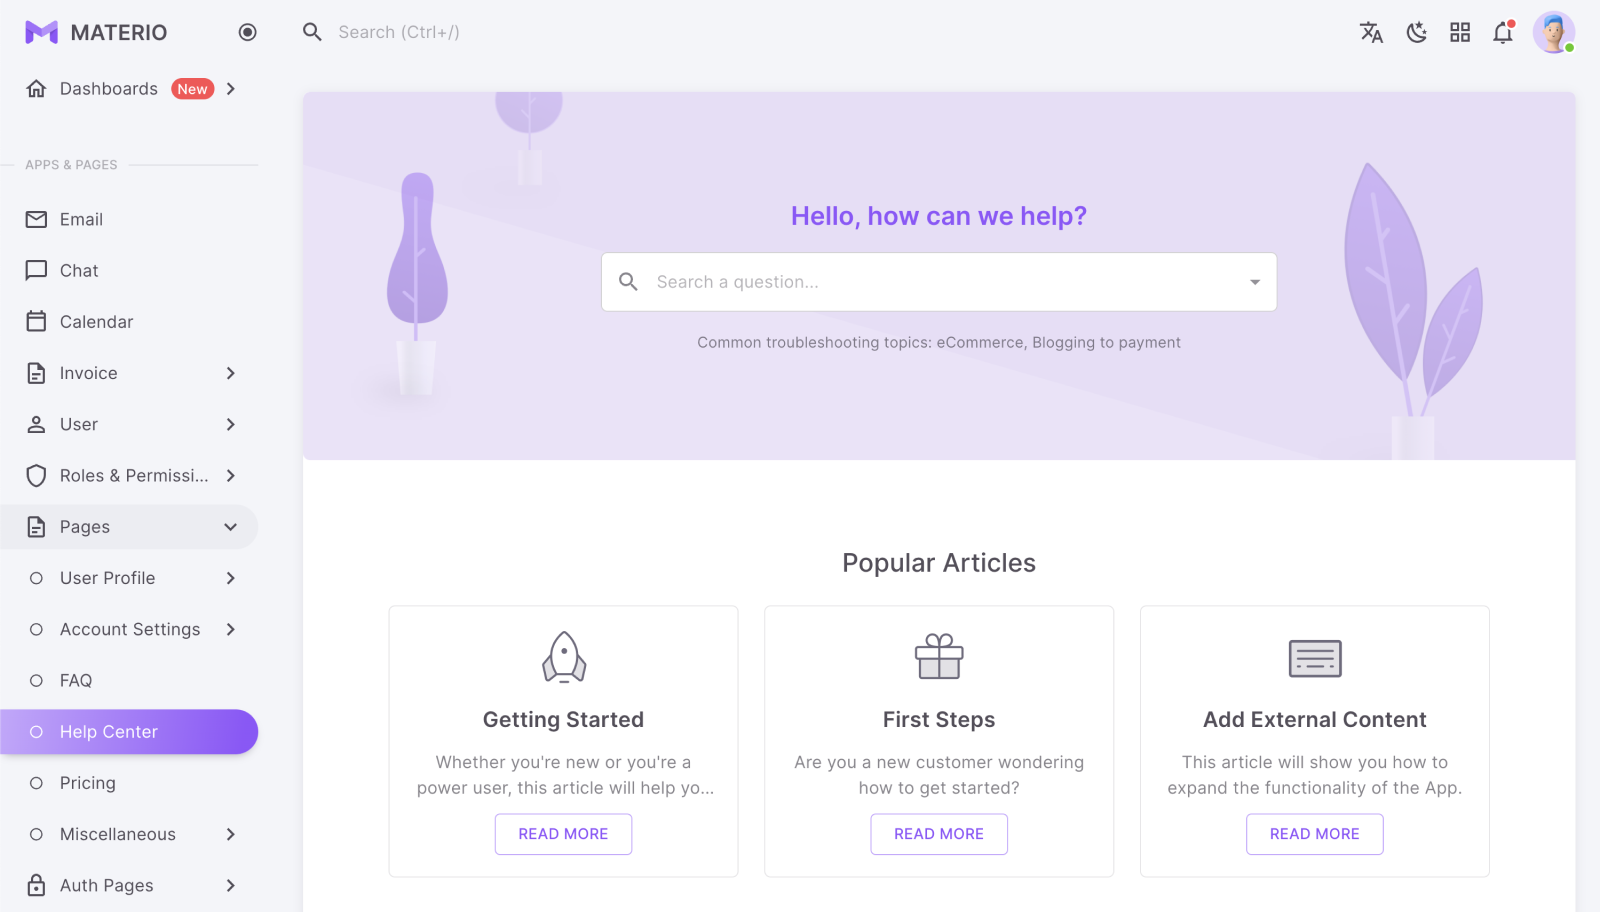 MATERIO
Search (Ctrl+/)
Dashboards New
APPS & PAGES
Email
Chat
Calendar
Invoice
User
Roles & Permissi...
Pages
User Profile
Account Settings
FAQ
Help Center
Pricing
Miscellaneous
Auth Pages
Hello, how can we help?
Search a question...
Common troubleshooting topics: eCommerce, Blogging to payment
Popular Articles
Getting Started
Whether you're new or you're a
power user, this article will help yo...
READ MORE
First Steps
Are you a new customer wondering
how to get started?
READ MORE
Add External Content
This article will show you how to
expand the functionality of the App.
READ MORE